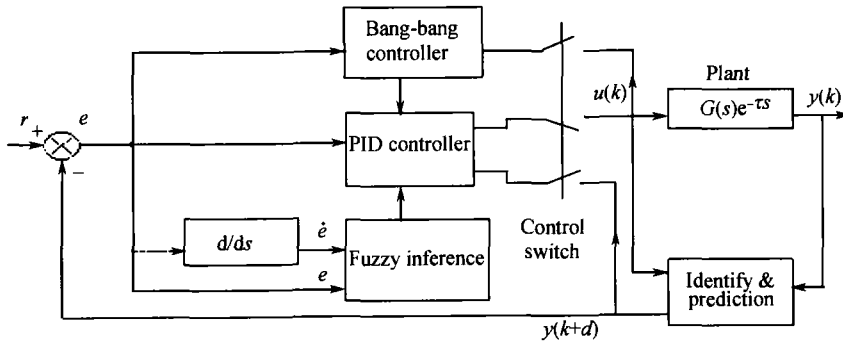 Bang-bang
controller
Plant
u(k)
G(s)e^{-τs}
y(k)
r
+
e
−
PID controller
Control
switch
d/ds
ė
e
Fuzzy inference
Identify &
prediction
y(k+d)